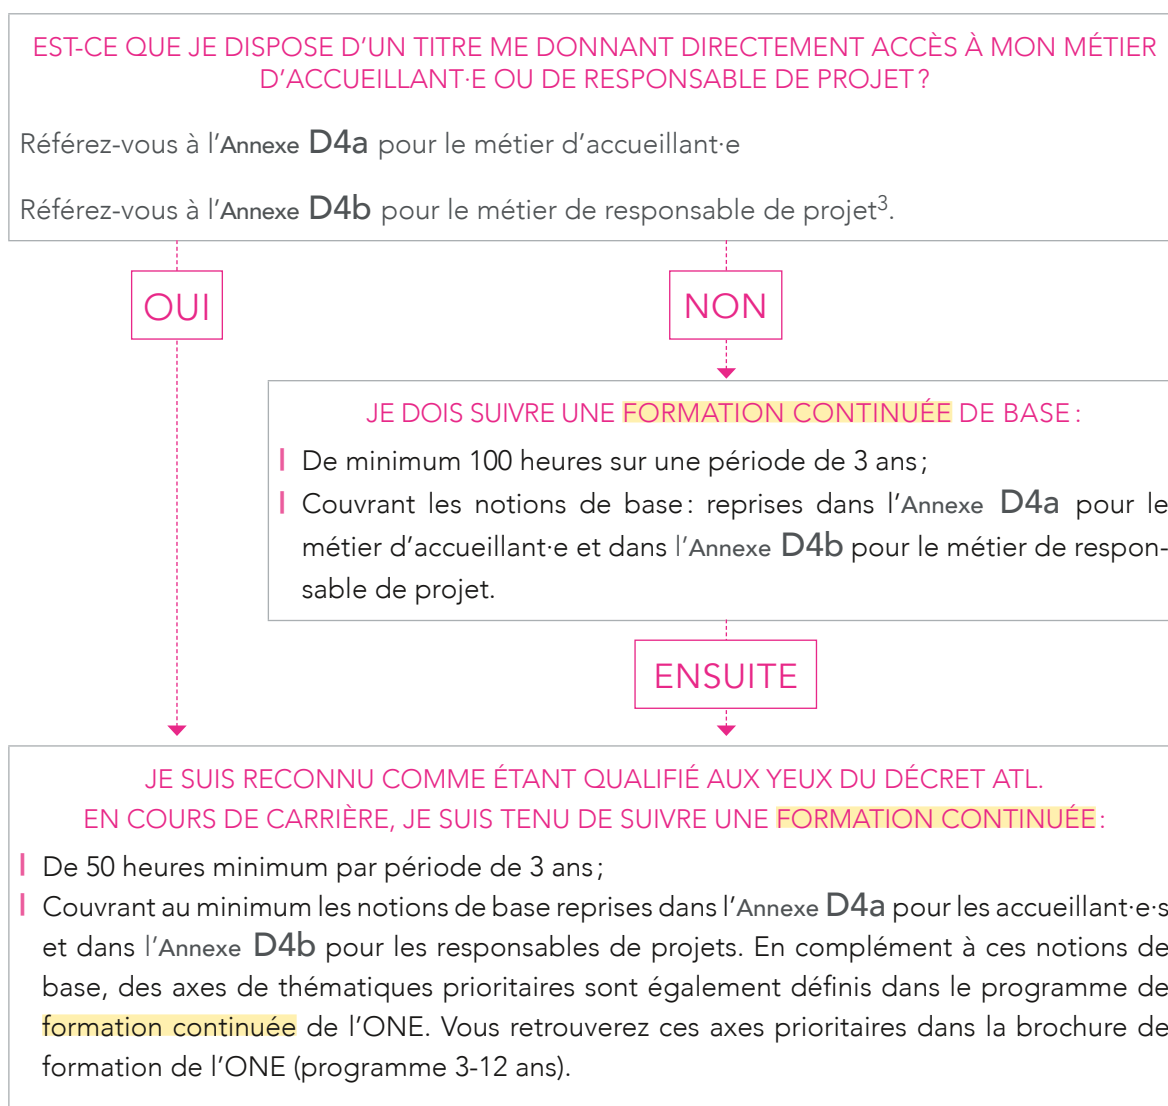 EST-CE QUE JE DISPOSE D'UN TITRE ME DONNANT DIRECTEMENT ACCÈS À MON MÉTIER
D'ACCUEILLANT·E OU DE RESPONSABLE DE PROJET ?
Référez-vous à l'Annexe D4a pour le métier d'accueillant·e
Référez-vous à l'Annexe D4b pour le métier de responsable de projet³.
OUI
NON
JE DOIS SUIVRE UNE FORMATION CONTINUÉE DE BASE :
De minimum 100 heures sur une période de 3 ans ;
Couvrant les notions de base : reprises dans l'Annexe D4a pour le
métier d'accueillant·e et dans l'Annexe D4b pour le métier de respon-
sable de projet.
ENSUITE
JE SUIS RECONNU COMME ÉTANT QUALIFIÉ AUX YEUX DU DÉCRET ATL.
EN COURS DE CARRIÈRE, JE SUIS TENU DE SUIVRE UNE FORMATION CONTINUÉE :
De 50 heures minimum par période de 3 ans ;
Couvrant au minimum les notions de base reprises dans l'Annexe D4a pour les accueillant·e·s
et dans l'Annexe D4b pour les responsables de projets. En complément à ces notions de
base, des axes de thématiques prioritaires sont également définis dans le programme de
formation continuée de l'ONE. Vous retrouverez ces axes prioritaires dans la brochure de
formation de l'ONE (programme 3-12 ans).